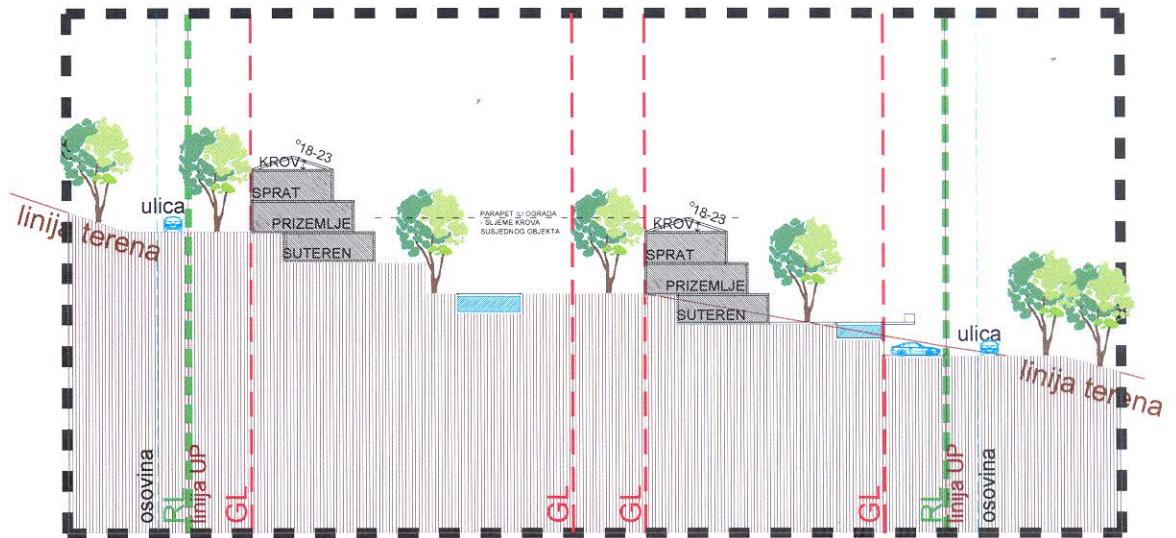 °18-23
KROV
SPRAT
PRIZEMLJE
SUTEREN
ulica
linija terena
PARAPET ILI OGRADA
- SLJEME KROVA
SUSJEDNOG OBJEKTA
°18-23
KROV
SPRAT
PRIZEMLJE
SUTEREN
ulica
linija terena
osovina
RL
linija UP
GL
GL
GL
GL
RL
linija UP
osovina